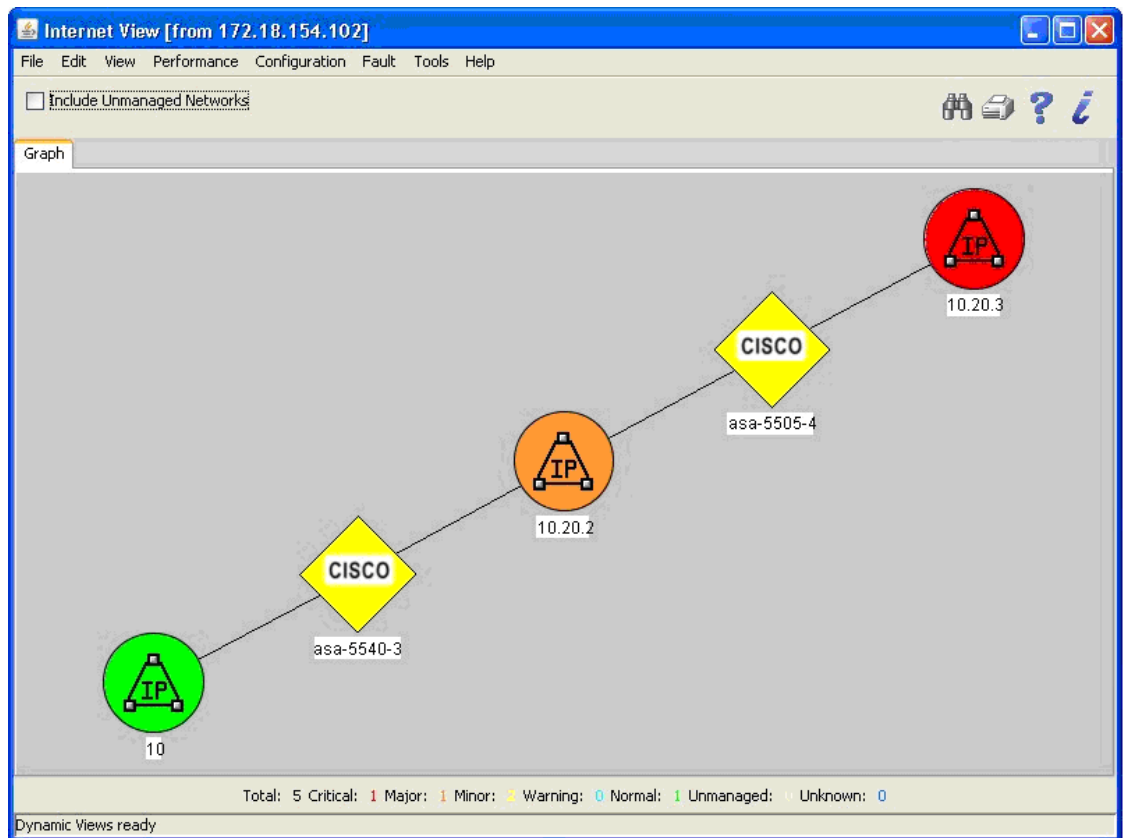 Internet View [from 172.18.154.102]
File Edit View Performance Configuration Fault Tools Help
Include Unmanaged Networks
Graph
IP
10.20.3
CISCO
asa-5505-4
IP
10.20.2
CISCO
asa-5540-3
IP
10
Total: 5 Critical: 1 Major: 1 Minor: 2 Warning: 0 Normal: 1 Unmanaged: 0 Unknown: 0
Dynamic Views ready